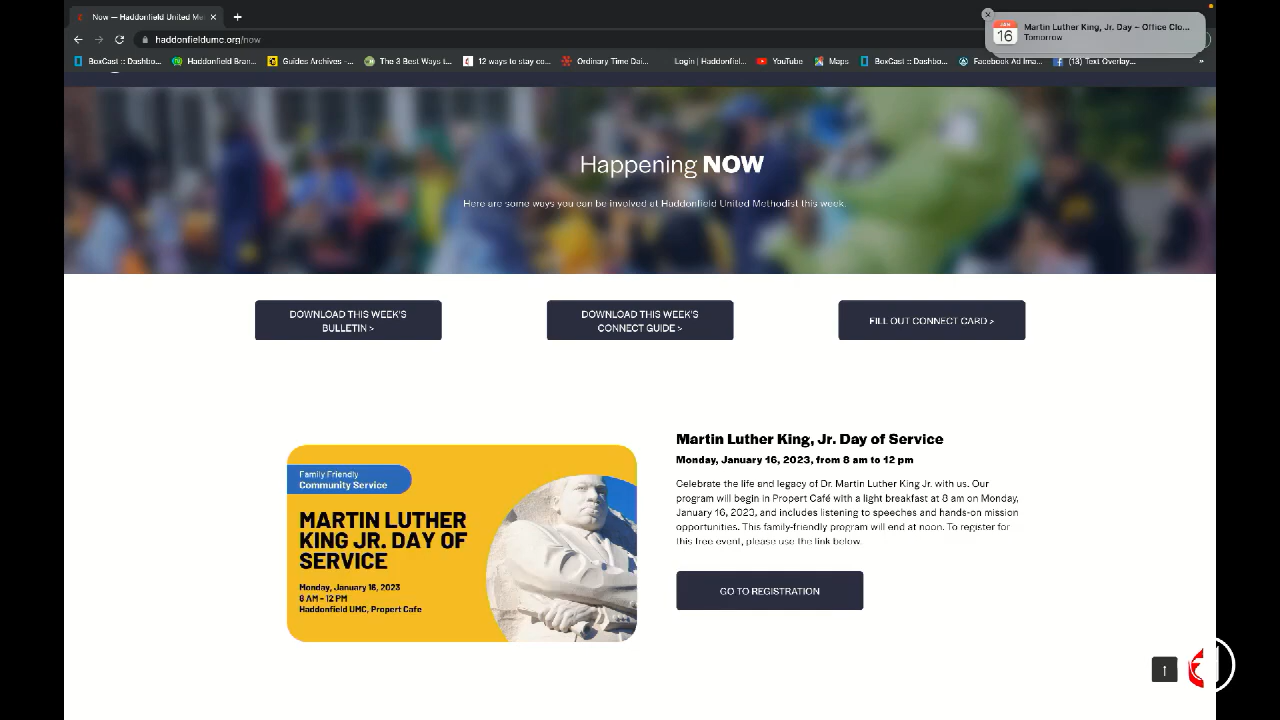 Now — Haddonfield United Me
haddonfieldumc.org/now
JAN
16
Martin Luther King, Jr. Day – Office Clo...
Tomorrow
BoxCast :: Dashbo...
Haddonfield Bran...
Guides Archives -...
The 3 Best Ways t...
12 ways to stay co...
Ordinary Time Dai...
Login | Haddonfiel...
YouTube
Maps
BoxCast :: Dashbo...
Facebook Ad Ima...
(13) Text Overlay...
»
Happening NOW
Here are some ways you can be involved at Haddonfield United Methodist this week.
DOWNLOAD THIS WEEK'S
BULLETIN >
DOWNLOAD THIS WEEK'S
CONNECT GUIDE >
FILL OUT CONNECT CARD >
Family Friendly
Community Service
MARTIN LUTHER
KING JR. DAY OF
SERVICE
Monday, January 16, 2023
8 AM - 12 PM
Haddonfield UMC, Propert Cafe
Martin Luther King, Jr. Day of Service
Monday, January 16, 2023, from 8 am to 12 pm
Celebrate the life and legacy of Dr. Martin Luther King Jr. with us. Our
program will begin in Propert Café with a light breakfast at 8 am on Monday,
January 16, 2023, and includes listening to speeches and hands-on mission
opportunities. This family-friendly program will end at noon. To register for
this free event, please use the link below.
GO TO REGISTRATION